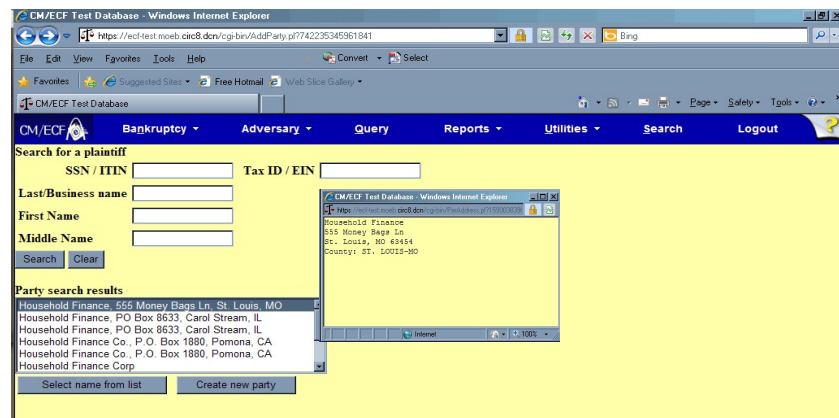 CM/ECF Test Database - Windows Internet Explorer
https://ecf-test.moeb.circ8.dcn/cgi-bin/AddParty.pl?742235345961841
Bing
File Edit View Favorites Tools Help
Convert Select
Favorites Suggested Sites Free Hotmail Web Slice Gallery
CM/ECF Test Database
Page Safety Tools
CM/ECF Bankruptcy Adversary Query Reports Utilities Search Logout ?
Search for a plaintiff
SSN / ITIN Tax ID / EIN
Last/Business name
First Name
Middle Name
Search Clear
CM/ECF Test Database - Windows Internet Explorer
Household Finance
555 Money Bags Ln
St. Louis, MO 63454
County: ST. LOUIS-MO
Internet 100%
Party search results
Household Finance, 555 Money Bags Ln, St. Louis, MO
Household Finance, PO Box 8633, Carol Stream, IL
Household Finance, PO Box 8633, Carol Stream, IL
Household Finance Co., P.O. Box 1880, Pomona, CA
Household Finance Co., P.O. Box 1880, Pomona, CA
Household Finance Corp
Select name from list Create new party